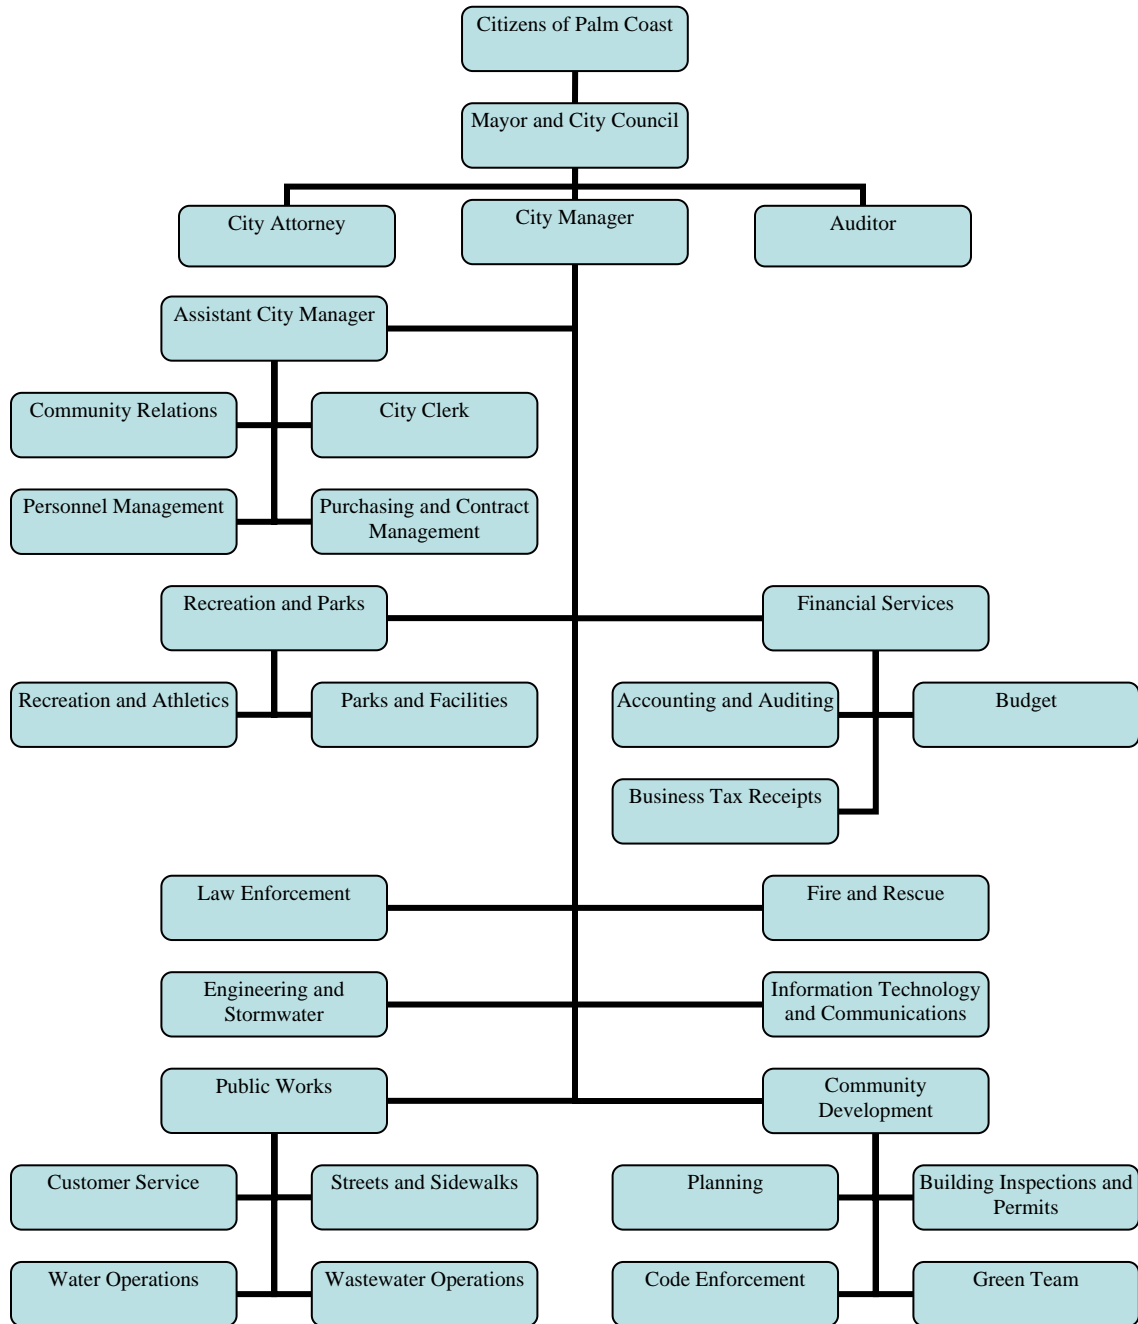 Citizens of Palm Coast
Mayor and City Council
City Attorney
City Manager
Auditor
Assistant City Manager
Community Relations
City Clerk
Personnel Management
Purchasing and Contract
Management
Recreation and Parks
Financial Services
Recreation and Athletics
Parks and Facilities
Accounting and Auditing
Budget
Business Tax Receipts
Law Enforcement
Fire and Rescue
Engineering and
Stormwater
Information Technology
and Communications
Public Works
Community
Development
Customer Service
Streets and Sidewalks
Planning
Building Inspections and
Permits
Water Operations
Wastewater Operations
Code Enforcement
Green Team